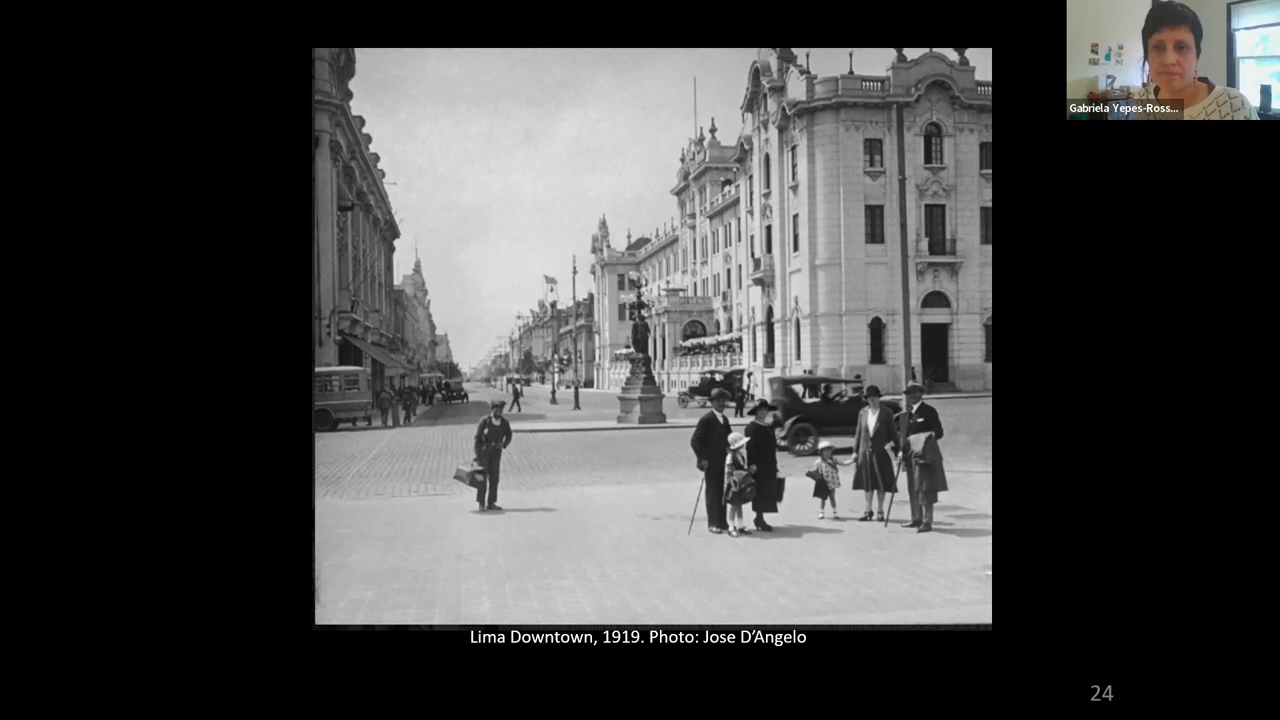 Gabriela Yepes-Ross...
Lima Downtown, 1919. Photo: Jose D’Angelo
24